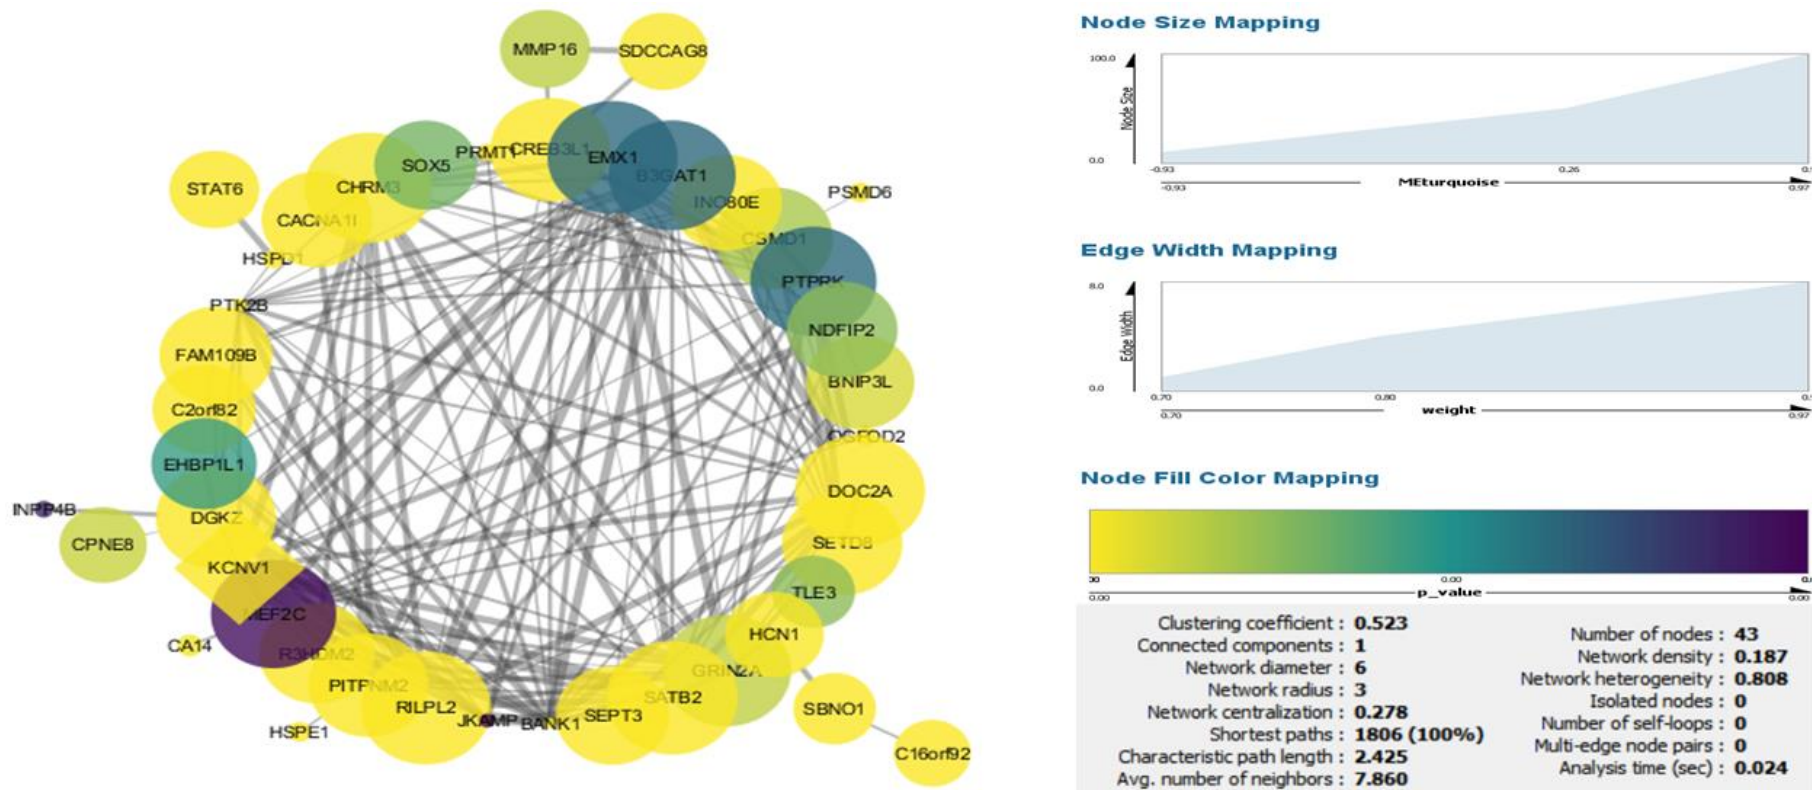 MMP16
SDCCAG8
PRMT1
CREB3L1
EMX1
B3GAT1
SOX5
STAT6
CHRM3
INO80E
PSMD6
CACNA1I
CSMD1
HSPD1
PTPRK
PTK2B
NDFIP2
FAM109B
BNIP3L
C2orf82
OGFOD2
EHBP1L1
DOC2A
INPP4B
DGKZ
CPNE8
SETD8
KCNV1
TLE3
MEF2C
HCN1
CA14
R3HDM2
GRIN2A
PITPNM2
SATB2
RILPL2
JKAMP
BANK1
SEPT3
SBNO1
HSPE1
C16orf92
Node Size Mapping
100.0
Node Size
0.0
-0.93
0.26
-0.93
MEturquoise
0.97
Edge Width Mapping
8.0
Edge Width
0.0
0.70
0.80
0.70
weight
0.97
Node Fill Color Mapping
0.00
0.00
p_value
0.00
Clustering coefficient : 0.523
Connected components : 1
Network diameter : 6
Network radius : 3
Network centralization : 0.278
Shortest paths : 1806 (100%)
Characteristic path length : 2.425
Avg. number of neighbors : 7.860
Number of nodes : 43
Network density : 0.187
Network heterogeneity : 0.808
Isolated nodes : 0
Number of self-loops : 0
Multi-edge node pairs : 0
Analysis time (sec) : 0.024